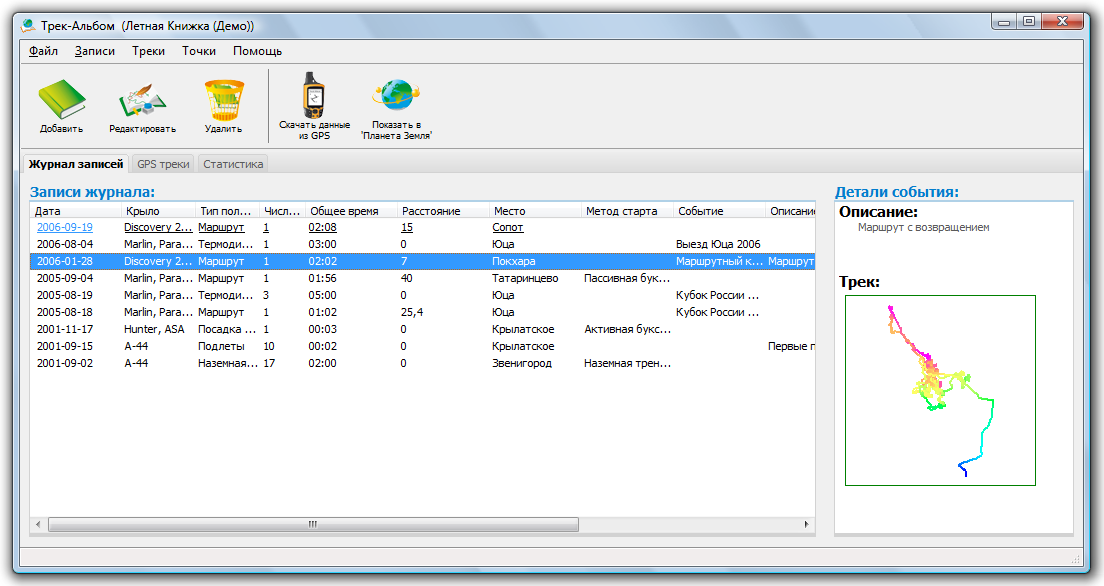 Трек-Альбом (Летная Книжка (Демо))
Файл Записи Треки Точки Помощь
Добавить Редактировать Удалить Скачать данные из GPS Показать в 'Планета Земля'
Журнал записей GPS треки Статистика
Записи журнала:
Дата Крыло Тип пол... Числ... Общее время Расстояние Место Метод старта Событие Описание
2006-09-19 Discovery 2... Маршрут 1 02:08 15 Сопот
2006-08-04 Marlin, Para... Термоди... 1 03:00 0 Юца Выезд Юца 2006
2006-01-28 Discovery 2... Маршрут 1 02:02 7 Покхара Маршрутный к... Маршрут
2005-09-04 Marlin, Para... Маршрут 1 01:56 40 Татаринцево Пассивная бук...
2005-08-19 Marlin, Para... Термоди... 3 05:00 0 Юца Кубок России ...
2005-08-18 Marlin, Para... Маршрут 1 01:02 25,4 Юца Кубок России ...
2001-11-17 Hunter, ASA Посадка ... 1 00:03 0 Крылатское Активная букс...
2001-09-15 А-44 Подлеты 10 00:02 0 Крылатское Первые п
2001-09-02 А-44 Наземная... 17 02:00 0 Звенигород Наземная трен...
Детали события:
Описание:
Маршрут с возвращением
Трек: